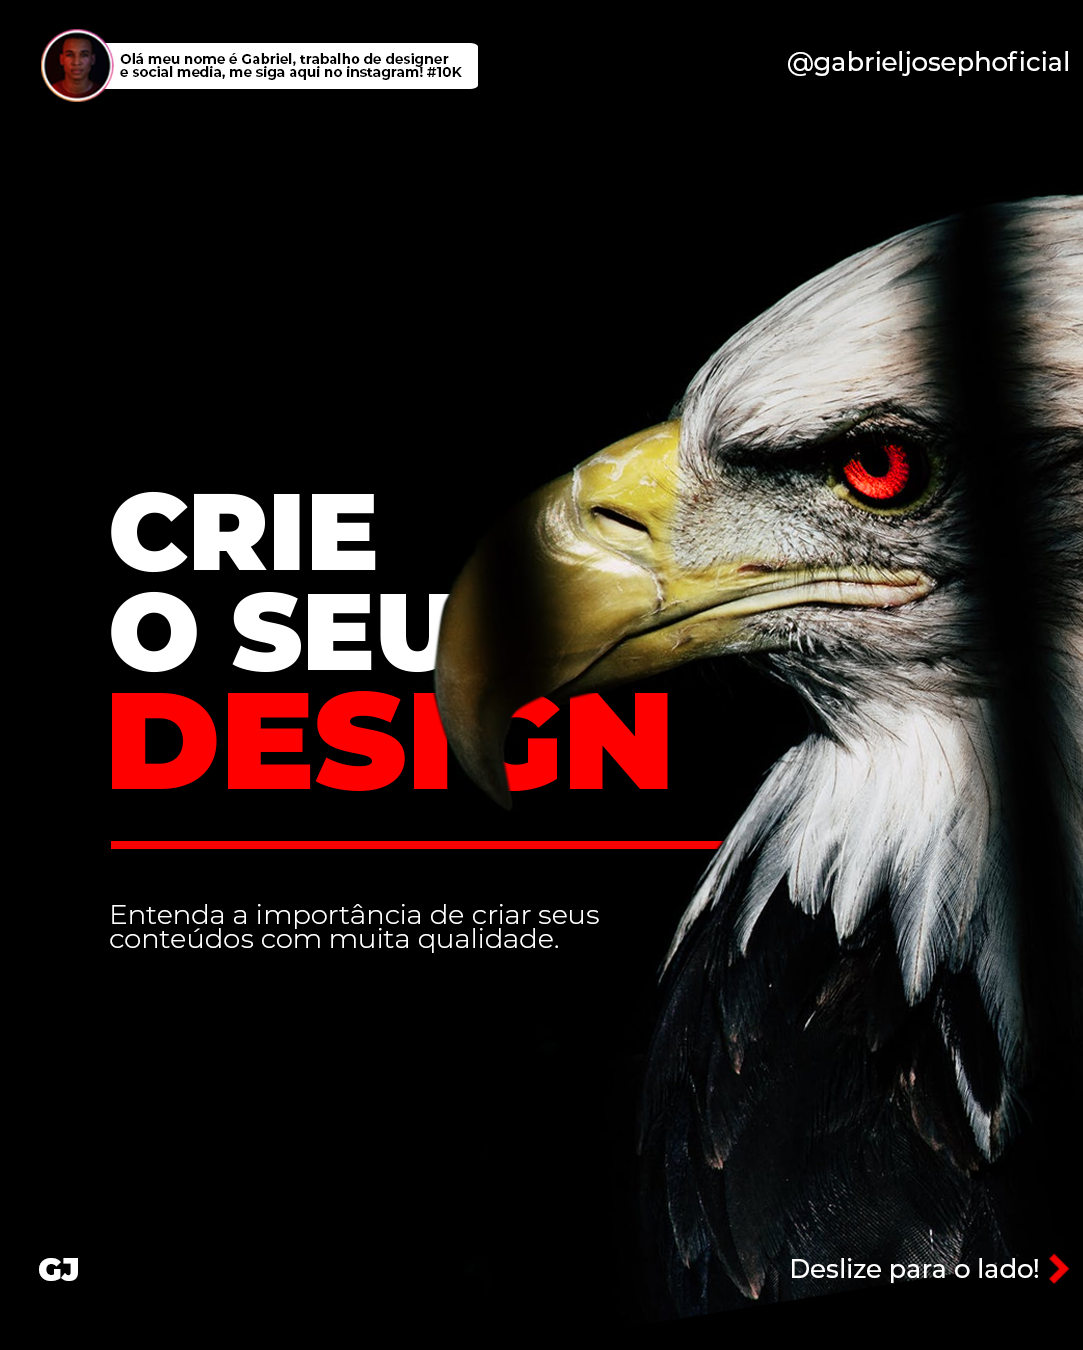 Olá meu nome é Gabriel, trabalho de designer
e social media, me siga aqui no instagram! #10K
@gabrieljosephoficial
CRIE
O SEU
DESIGN
Entenda a importância de criar seus
conteúdos com muita qualidade.
GJ
Deslize para o lado!